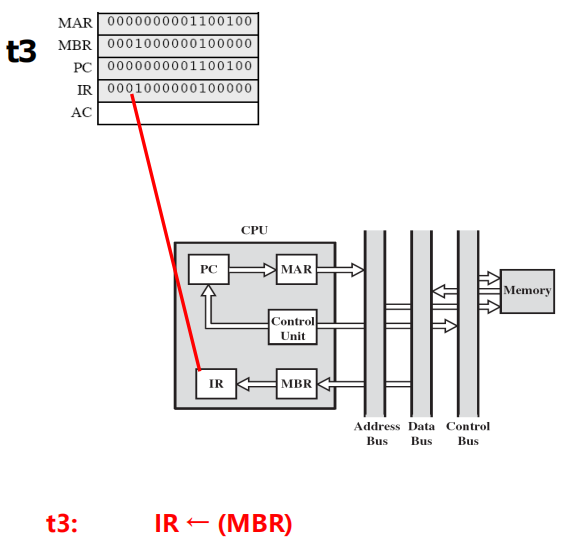 t3
MAR 0000000001100100
MBR 0001000000100000
PC 0000000001100100
IR 0001000000100000
AC
CPU
PC
MAR
Control
Unit
Memory
IR
MBR
Address Data Control
Bus Bus Bus
t3: IR ← (MBR)